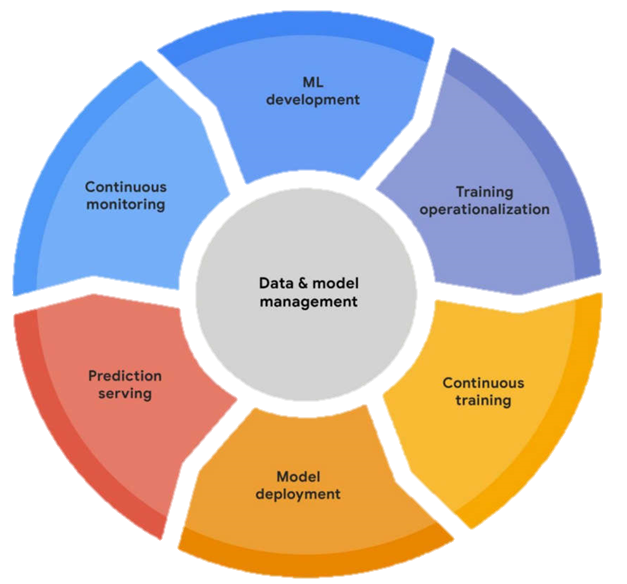 ML
development
Training
operationalization
Continuous
training
Model
deployment
Prediction
serving
Continuous
monitoring
Data & model
management